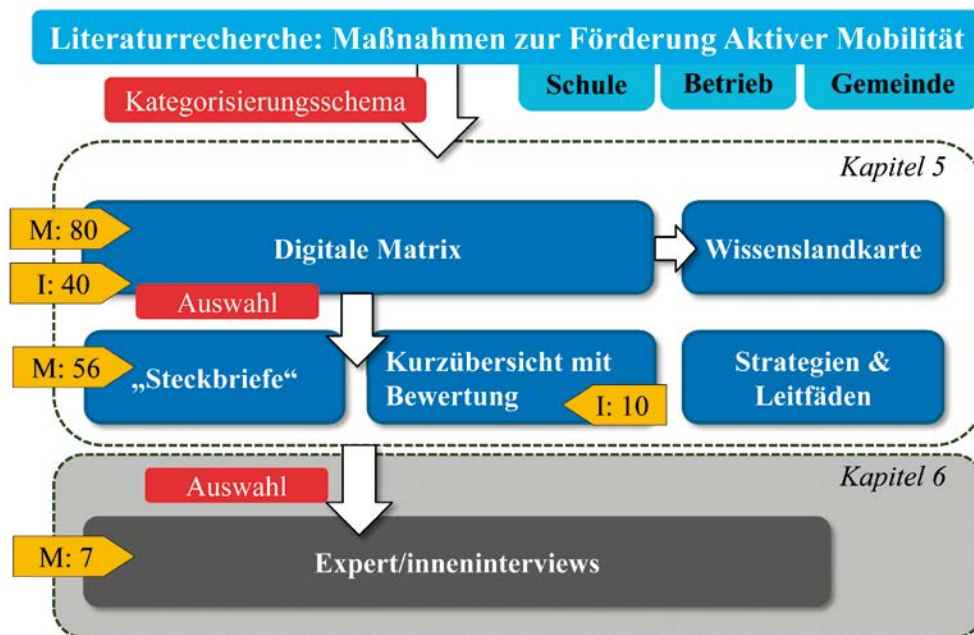 Literaturrecherche: Maßnahmen zur Förderung Aktiver Mobilität
Schule
Betrieb
Gemeinde
Kategorisierungsschema
Kapitel 5
M: 80
Digitale Matrix
Wissenslandkarte
I: 40
Auswahl
M: 56
„Steckbriefe“
Kurzübersicht mit
Bewertung
I: 10
Strategien &
Leitfäden
Kapitel 6
Auswahl
M: 7
Expert/inneninterviews